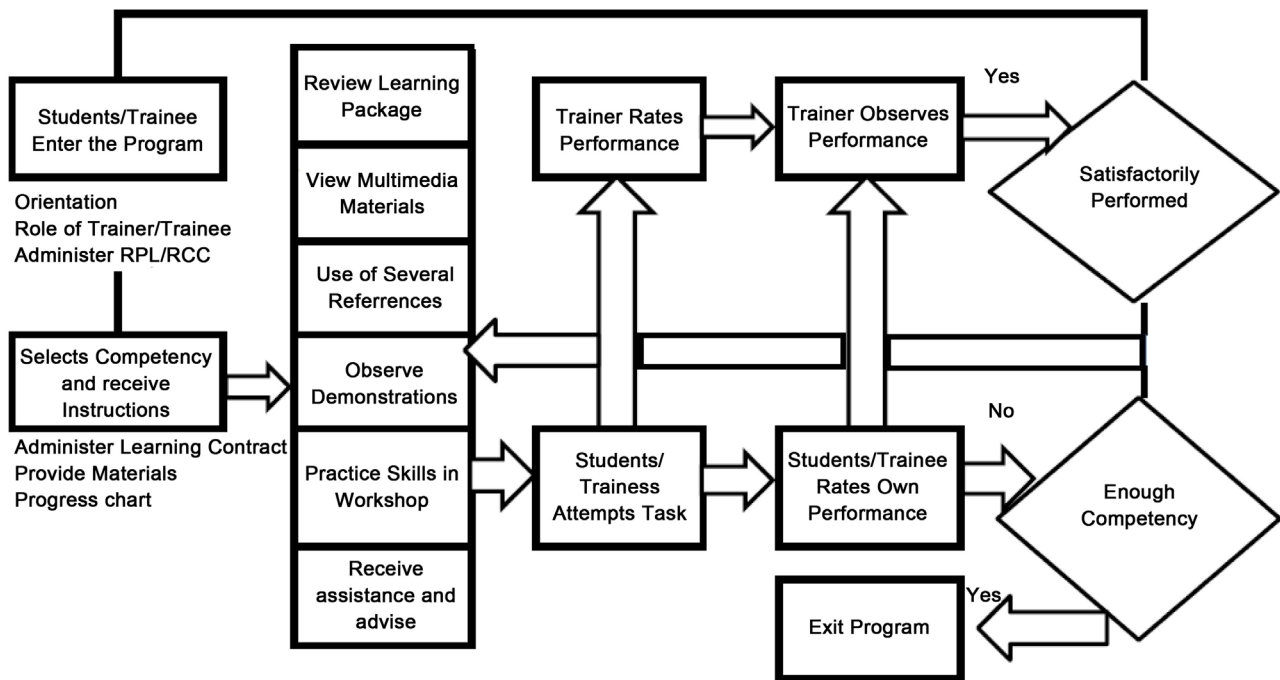 Students/Trainee
Enter the Program
Orientation
Role of Trainer/Trainee
Administer RPL/RCC
Selects Competency
and receive
Instructions
Administer Learning Contract
Provide Materials
Progress chart
Review Learning
Package
View Multimedia
Materials
Use of Several
Referrences
Observe
Demonstrations
Practice Skills in
Workshop
Receive
assistance and
advise
Trainer Rates
Performance
Students/
Trainess
Attempts Task
Trainer Observes
Performance
Students/Trainee
Rates Own
Performance
Yes
Satisfactorily
Performed
No
Enough
Competency
Yes
Exit Program